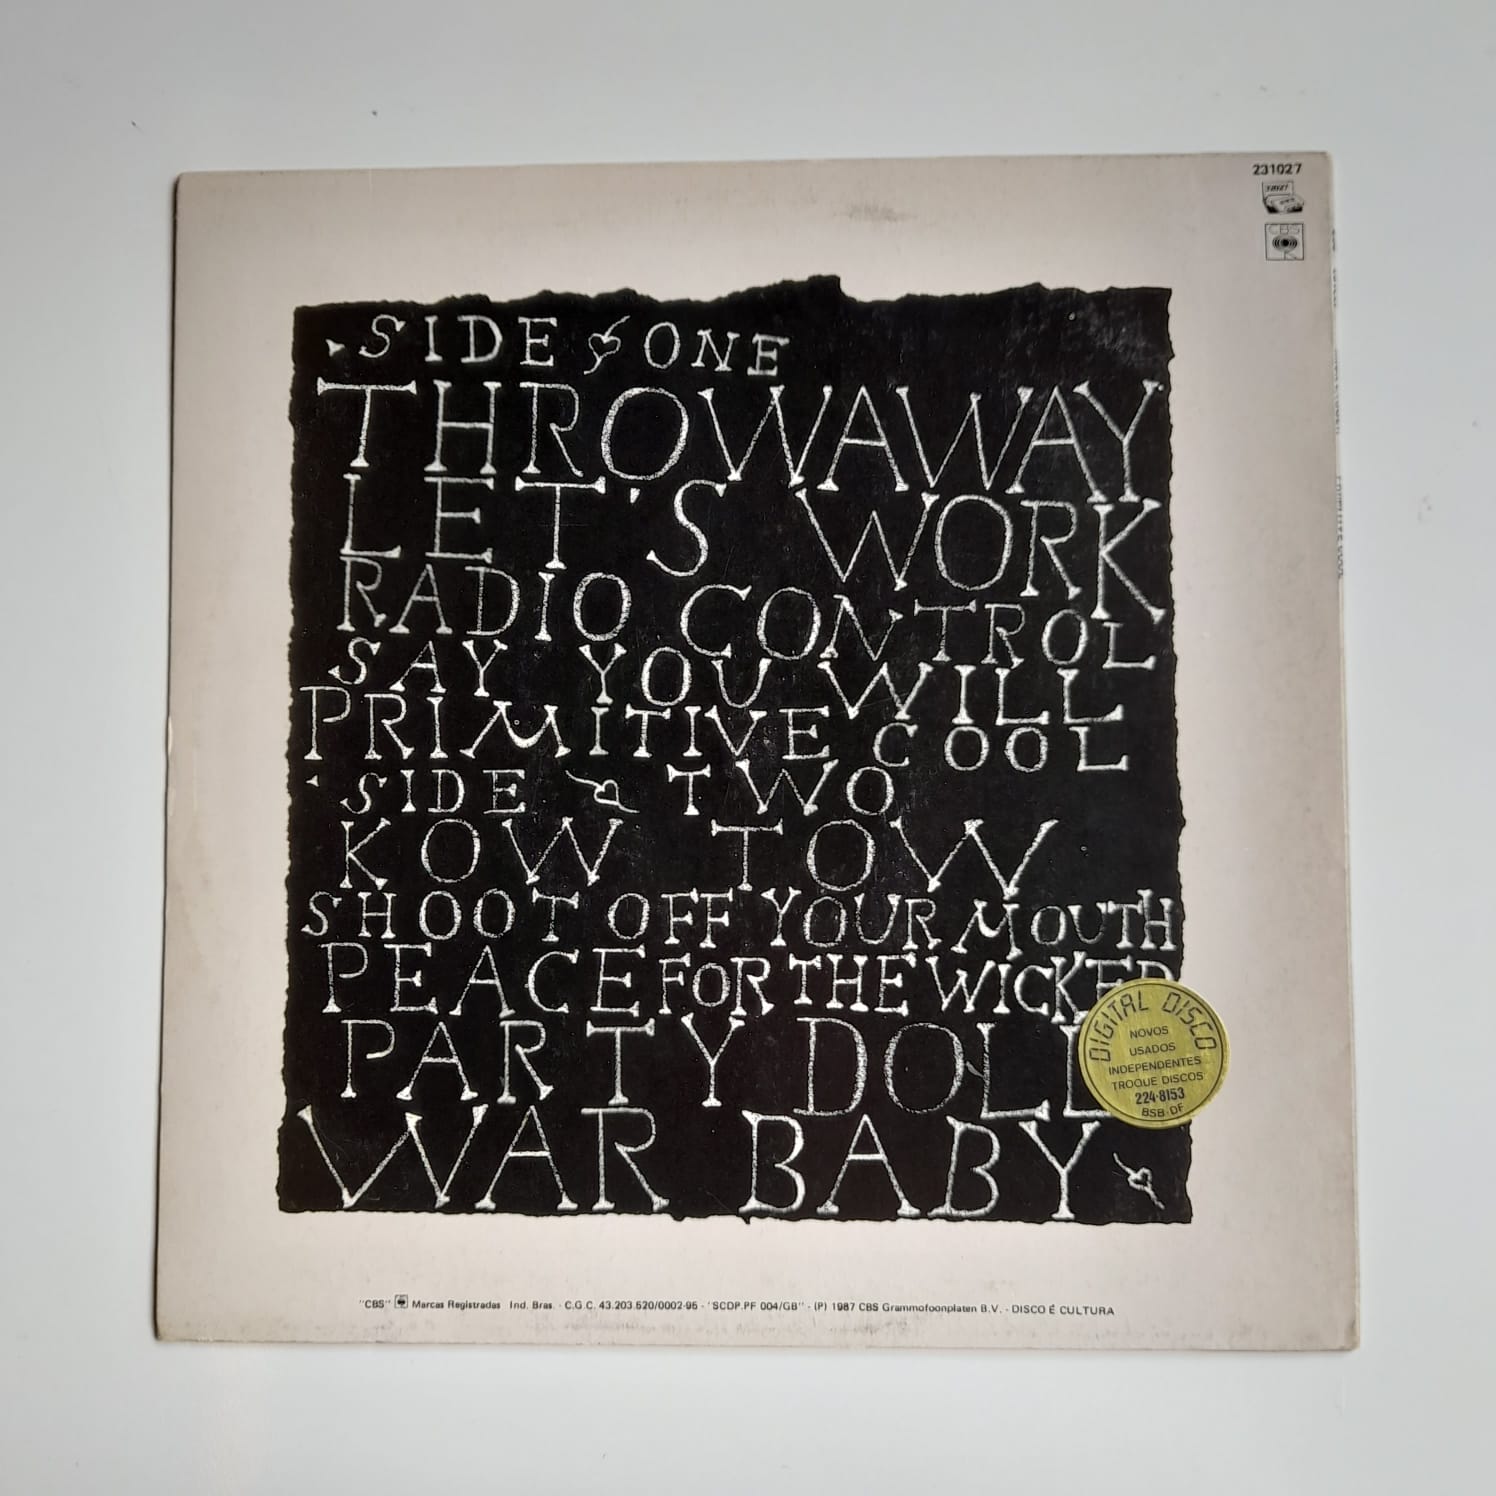 231027
CBS
SIDE ONE
THROWAWAY
LET'S WORK
RADIO CONTROL
SAY YOU WILL
PRIMITIVE COOL
SIDE TWO
KOW TOW
SHOOT OFF YOUR MOUTH
PEACE FOR THE WICKED
PARTY DOLL
WAR BABY
DIGITAL DISCO
NOVOS
USADOS
INDEPENDENTES
TROQUE DISCOS
224-8153
BSB-DF
"CBS" Marcas Registradas Ind. Bras. - C.G.C. 43.203.520/0002-95 - "SCDP.PF 004/GB" - (P) 1987 CBS Grammofoonplaten B.V. - DISCO É CULTURA